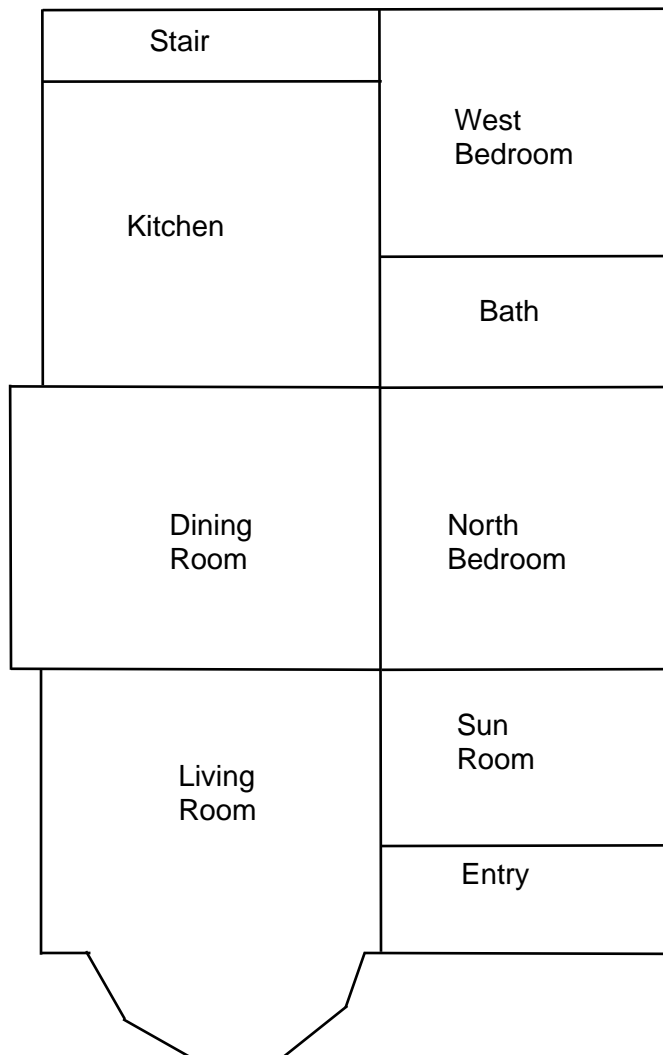 Stair
West
Bedroom
Kitchen
Bath
Dining
Room
North
Bedroom
Sun
Room
Living
Room
Entry